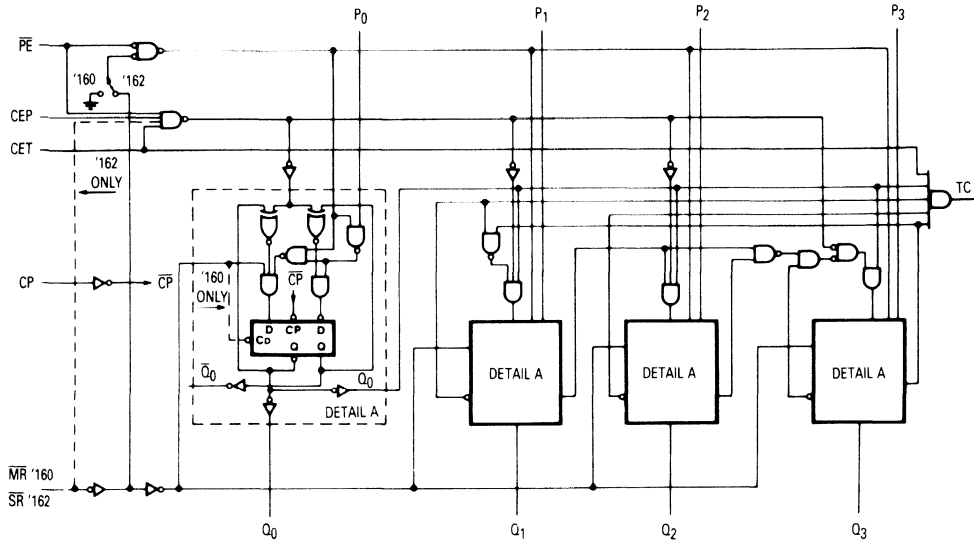 P0 P1 P2 P3
PE
'160 '162
CEP
CET
'162
ONLY
TC
CP CP
'160
ONLY
CP
D CP D
CD Q Q
Q0 Q0
DETAIL A
DETAIL A DETAIL A DETAIL A
MR '160
SR '162
Q0 Q1 Q2 Q3